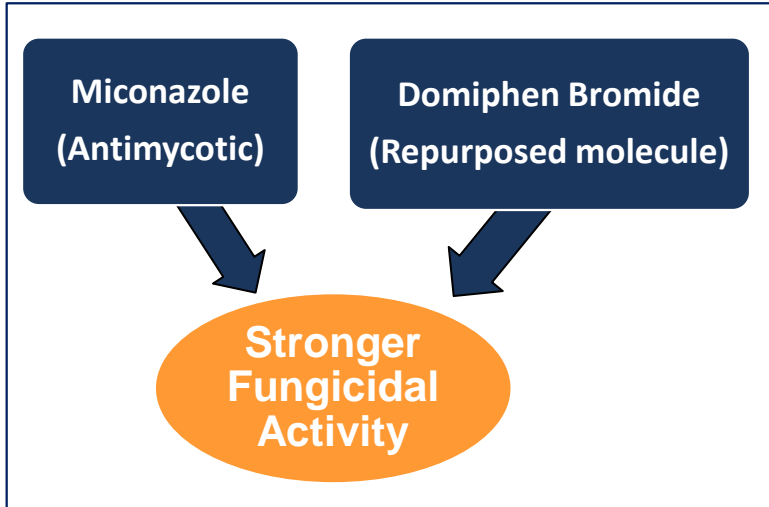 Miconazole
(Antimycotic)
Domiphen Bromide
(Repurposed molecule)
Stronger
Fungicidal
Activity